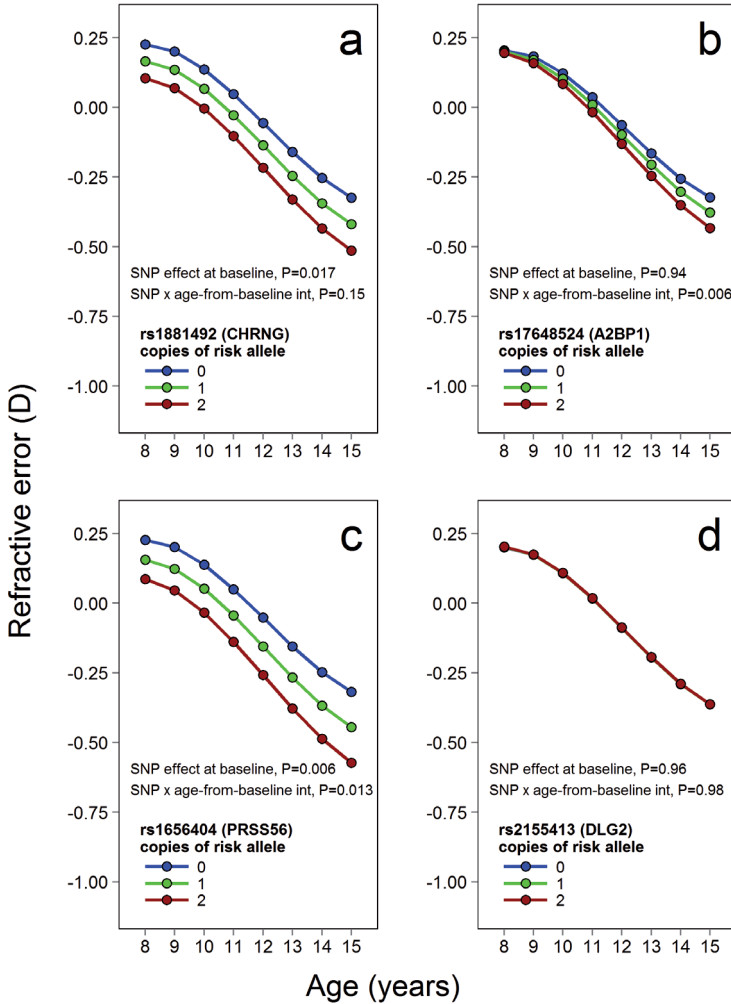 Refractive error (D)
a
0.25
0.00
-0.25
-0.50
-0.75
-1.00
SNP effect at baseline, P=0.017
SNP x age-from-baseline int, P=0.15
rs1881492 (CHRNG)
copies of risk allele
0
1
2
8 9 10 11 12 13 14 15
b
0.25
0.00
-0.25
-0.50
-0.75
-1.00
SNP effect at baseline, P=0.94
SNP x age-from-baseline int, P=0.006
rs17648524 (A2BP1)
copies of risk allele
0
1
2
8 9 10 11 12 13 14 15
c
0.25
0.00
-0.25
-0.50
-0.75
-1.00
SNP effect at baseline, P=0.006
SNP x age-from-baseline int, P=0.013
rs1656404 (PRSS56)
copies of risk allele
0
1
2
8 9 10 11 12 13 14 15
d
0.25
0.00
-0.25
-0.50
-0.75
-1.00
SNP effect at baseline, P=0.96
SNP x age-from-baseline int, P=0.98
rs2155413 (DLG2)
copies of risk allele
0
1
2
8 9 10 11 12 13 14 15
Age (years)